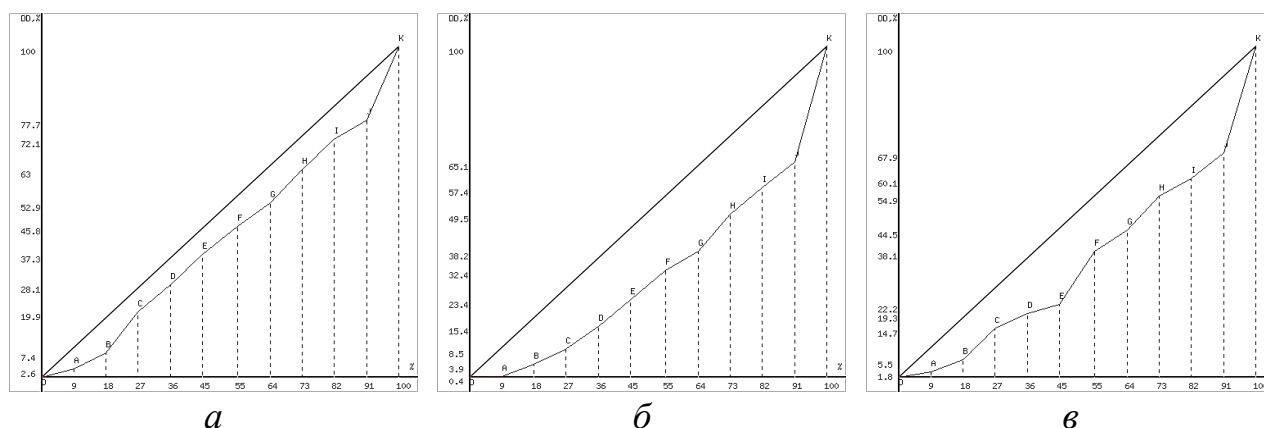 DD,%
100
77.7
72.1
63
52.9
45.8
37.3
28.1
19.9
7.4
2.6
A
B
C
D
E
F
G
H
I
J
K
z
0 9 18 27 36 45 55 64 73 82 91 100
а
DD,%
100
65.1
57.4
49.5
38.2
32.4
23.4
15.4
8.5
3.9
0.4
A
B
C
D
E
F
G
H
I
J
K
z
0 9 18 27 36 45 55 64 73 82 91 100
б
DD,%
100
67.9
60.1
54.9
44.5
38.1
22.2
19.3
14.7
5.5
1.8
A
B
C
D
E
F
G
H
I
J
K
0 9 18 27 36 45 55 64 73 82 91 100
в